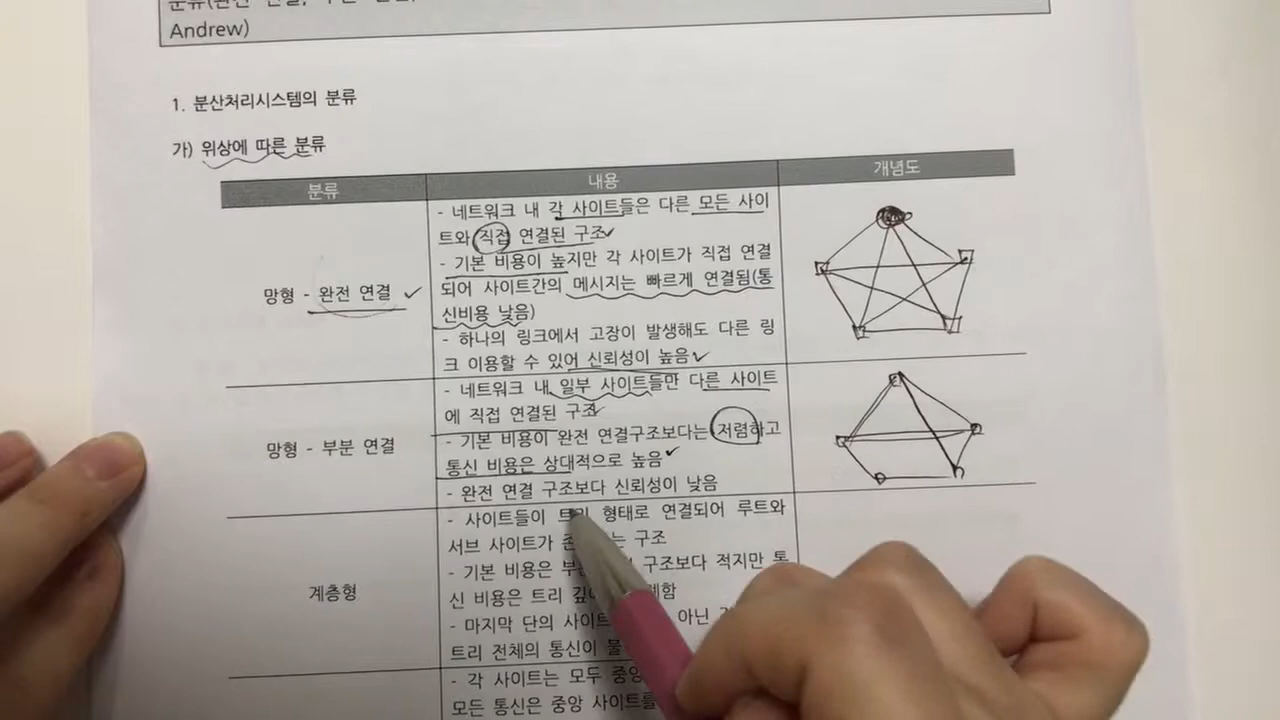 Andrew)
1. 분산처리시스템의 분류
가) 위상에 따른 분류
분류 내용 개념도
망형 - 완전 연결
- 네트워크 내 각 사이트들은 다른 모든 사이
트와 직접 연결된 구조
- 기본 비용이 높지만 각 사이트가 직접 연결
되어 사이트간의 메시지는 빠르게 연결됨(통
신비용 낮음)
- 하나의 링크에서 고장이 발생해도 다른 링
크 이용할 수 있어 신뢰성이 높음
망형 - 부분 연결
- 네트워크 내 일부 사이트들만 다른 사이트
에 직접 연결된 구조
- 기본 비용이 완전 연결구조보다는 저렴하고
통신 비용은 상대적으로 높음
- 완전 연결 구조보다 신뢰성이 낮음
계층형
- 사이트들이 트리 형태로 연결되어 루트와
서브 사이트가 는 구조
- 기본 비용은 구조보다 적지만 통
신 비용은 트리
- 마지막 단의 사이트 아닌
트리 전체의 통신이
- 각 사이트는 모두
모든 통신은 중앙 사이트를